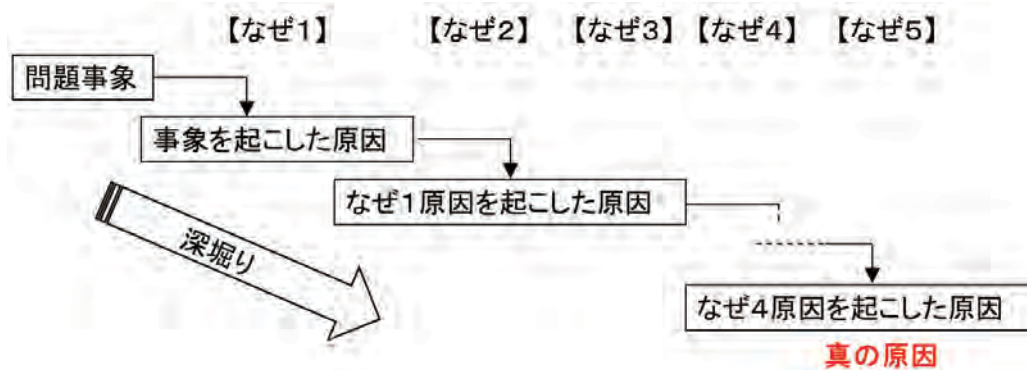 【なぜ1】 【なぜ2】 【なぜ3】 【なぜ4】 【なぜ5】
問題事象
事象を起こした原因
なぜ1原因を起こした原因
深堀り
なぜ4原因を起こした原因
真の原因